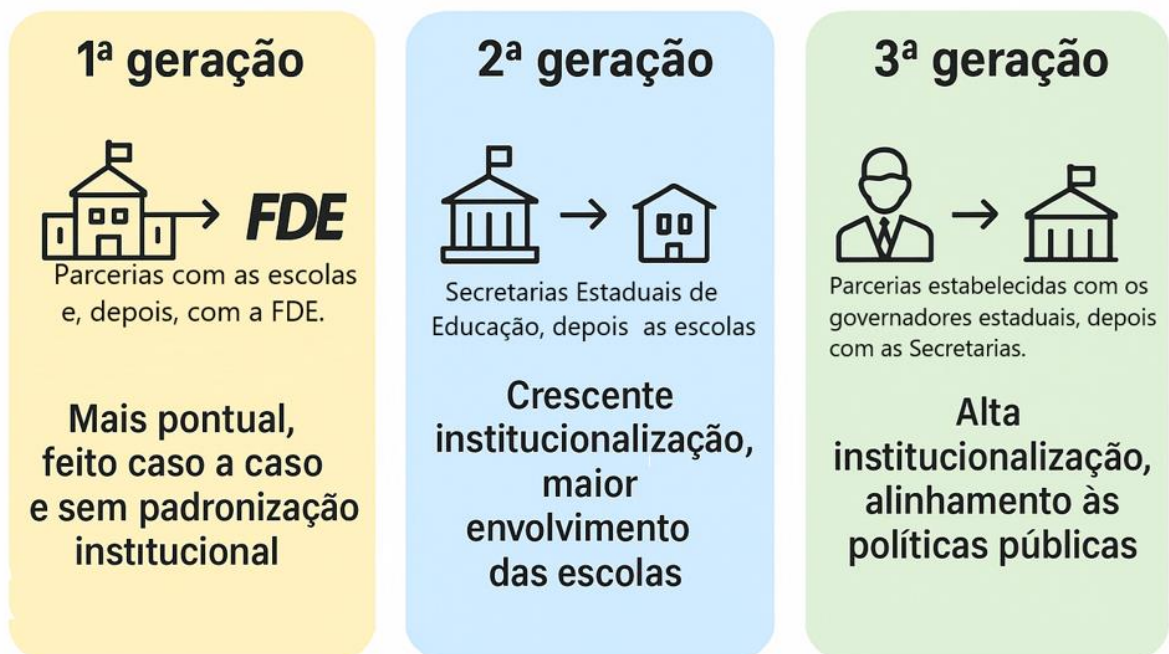 1ª geração
FDE
Parcerias com as escolas
e, depois, com a FDE.
Mais pontual,
feito caso a caso
e sem padronização
institucional
2ª geração
Secretarias Estaduais de
Educação, depois as escolas
Crescente
institucionalização,
maior
envolvimento
das escolas
3ª geração
Parcerias estabelecidas com os
governadores estaduais, depois
com as Secretarias.
Alta
institucionalização,
alinhamento às
políticas públicas